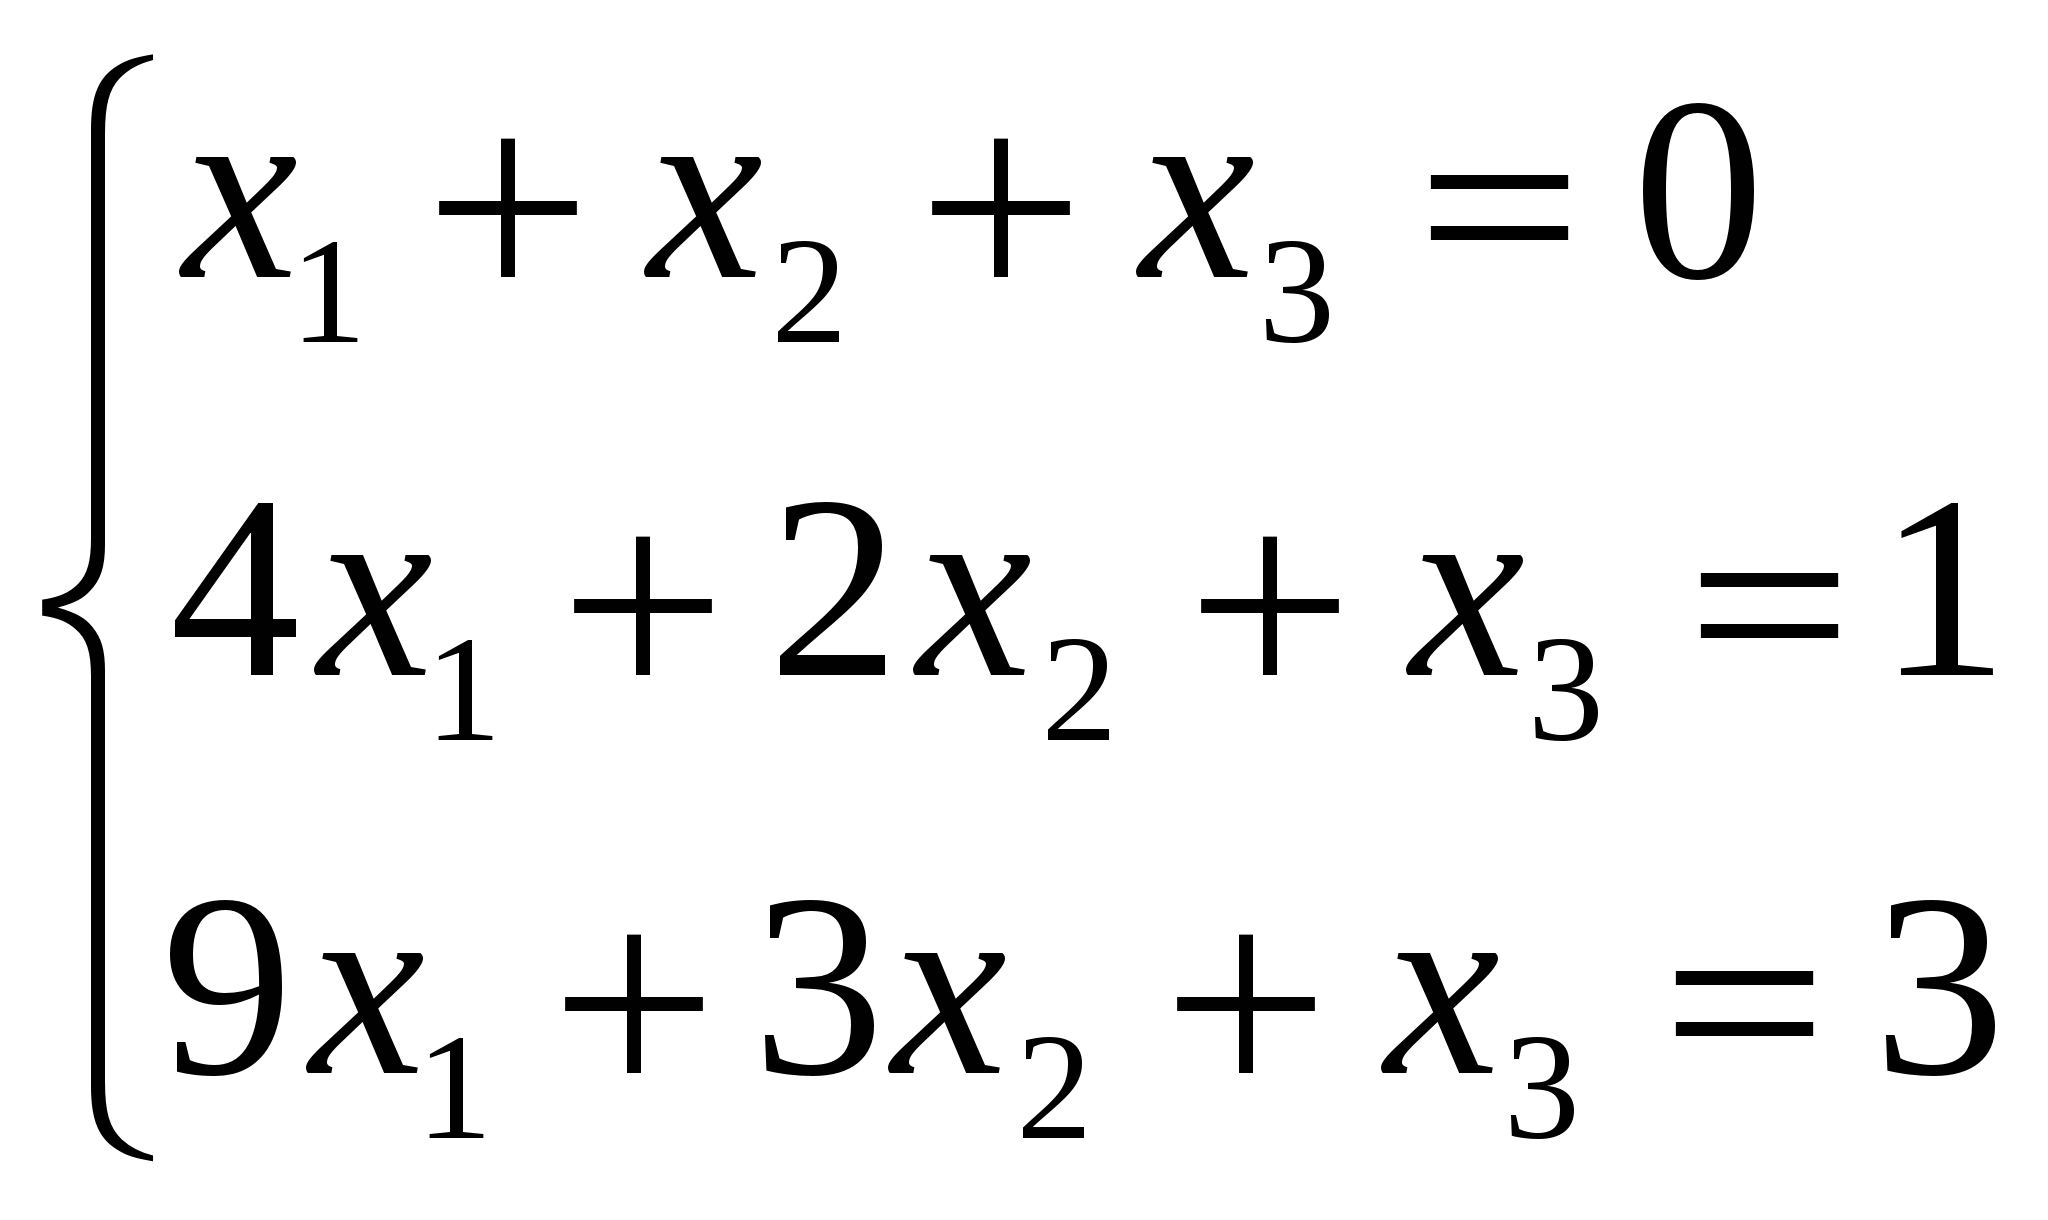 x₁ + x₂ + x₃ = 0
4x₁ + 2x₂ + x₃ = 1
9x₁ + 3x₂ + x₃ = 3